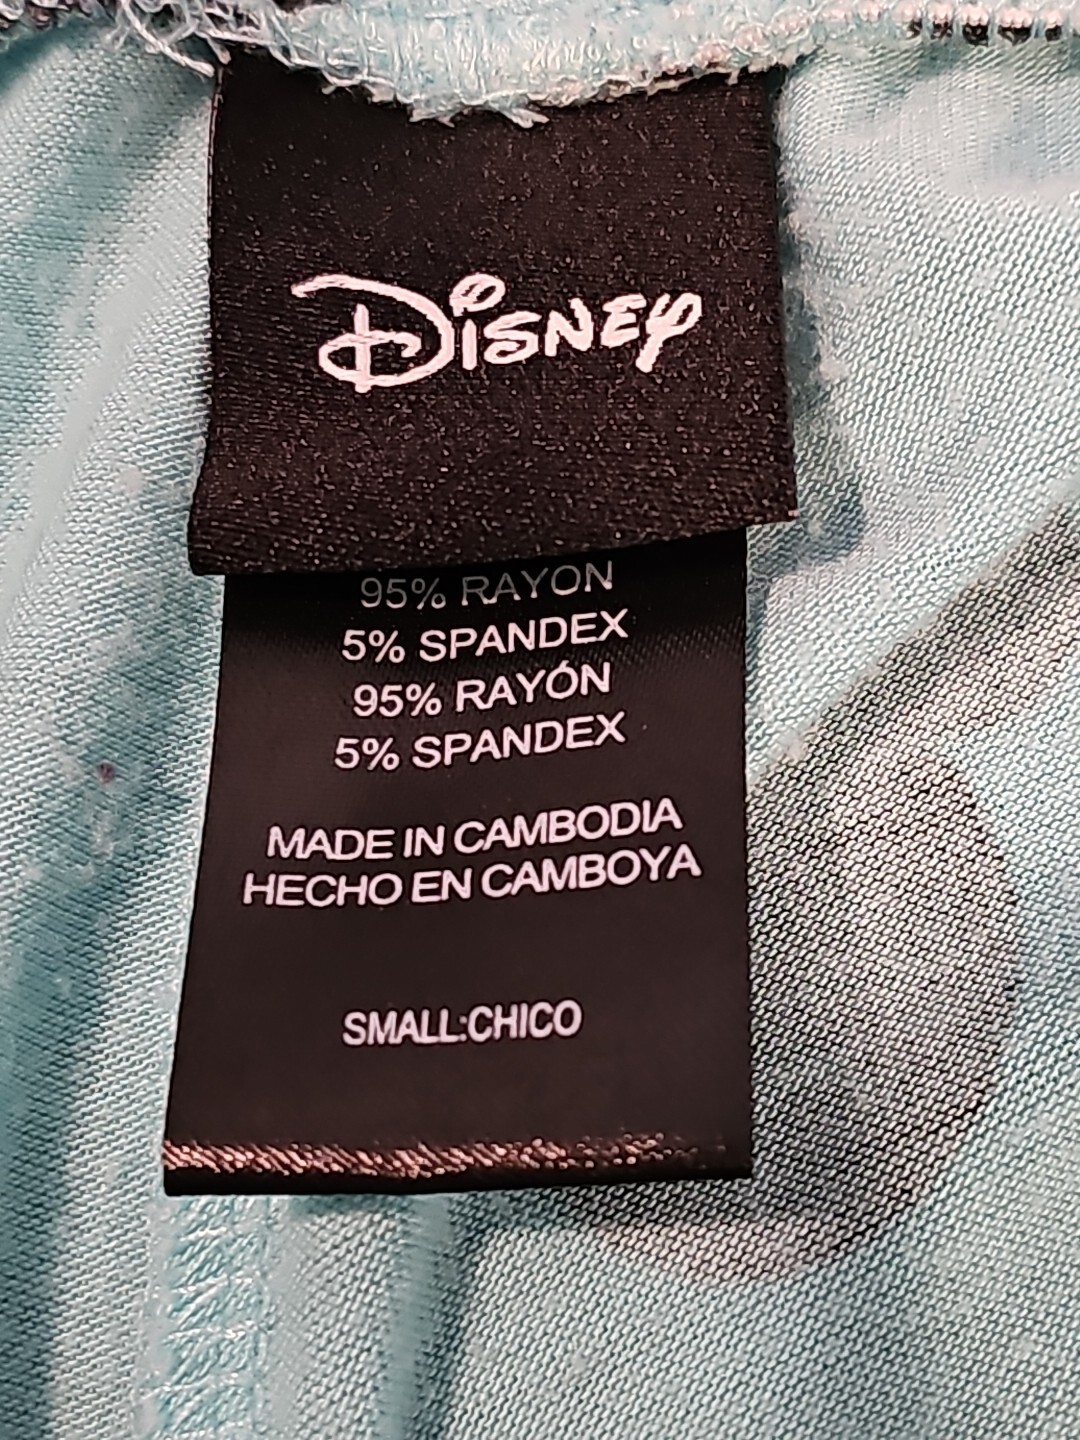 Disney
95% RAYON
5% SPANDEX
95% RAYÓN
5% SPANDEX
MADE IN CAMBODIA
HECHO EN CAMBOYA
SMALL:CHICO